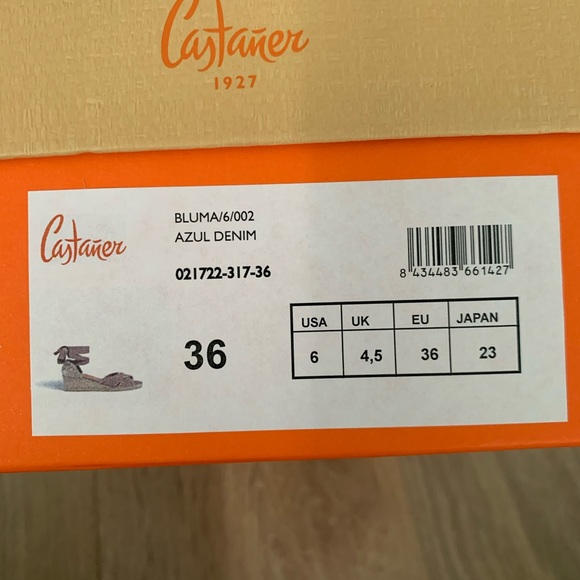 Castañer
1927
Castañer
BLUMA/6/002
AZUL DENIM
021722-317-36
8 434483 661427
36
USA UK EU JAPAN
6 4,5 36 23